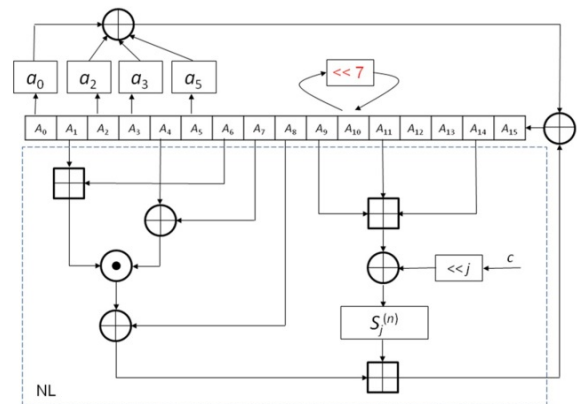 a₀ a₂ a₃ a₅ << 7
A₀ A₁ A₂ A₃ A₄ A₅ A₆ A₇ A₈ A₉ A₁₀ A₁₁ A₁₂ A₁₃ A₁₄ A₁₅
<< j c
Sⱼ⁽ⁿ⁾
NL